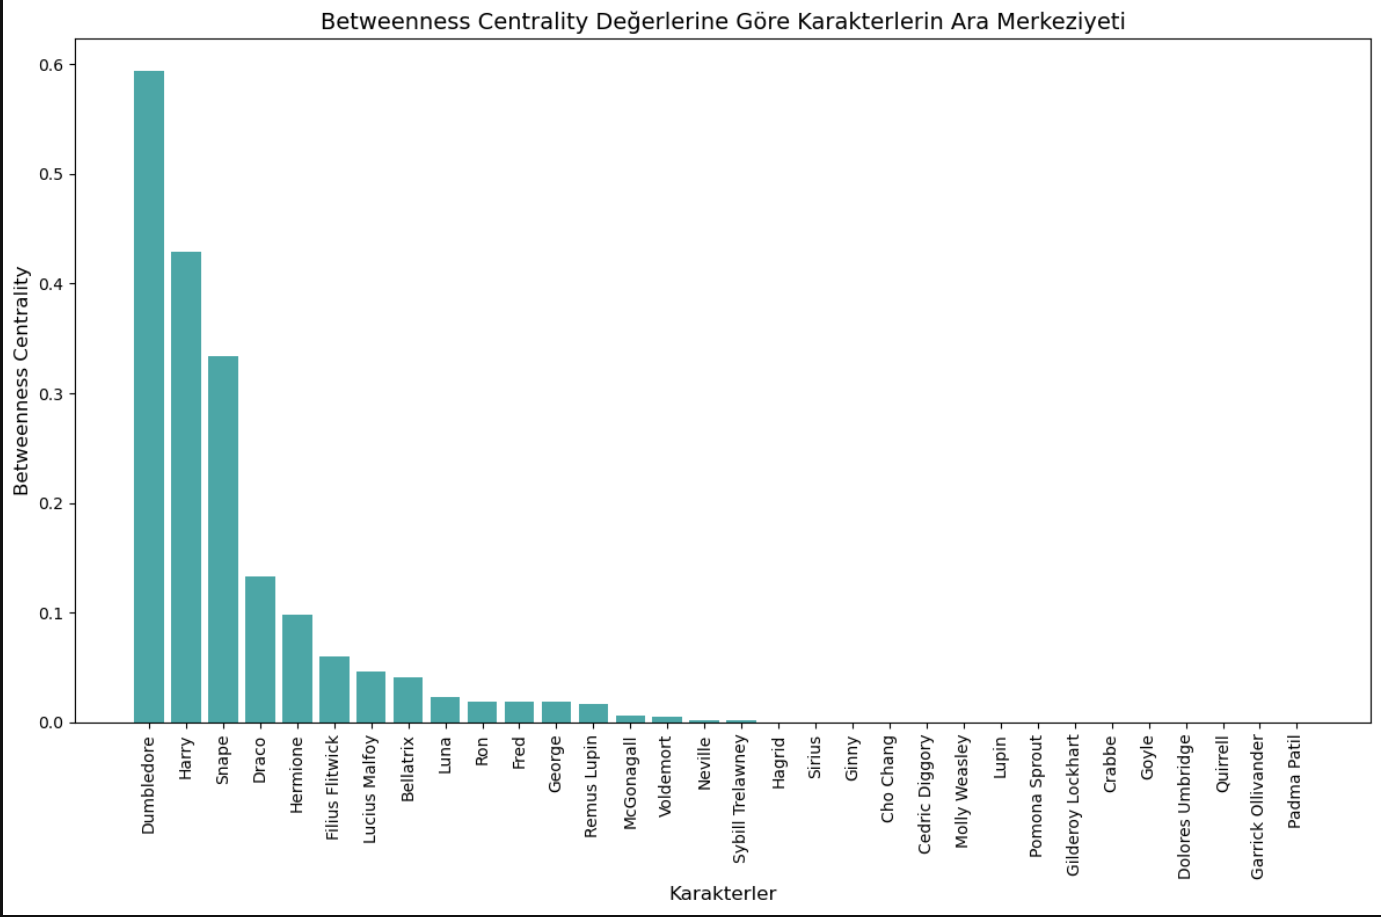 Betweenness Centrality Değerlerine Göre Karakterlerin Ara Merkeziyeti
Betweenness Centrality
0.6
0.5
0.4
0.3
0.2
0.1
0.0
Dumbledore
Harry
Snape
Draco
Hermione
Filius Flitwick
Lucius Malfoy
Bellatrix
Luna
Ron
Fred
George
Remus Lupin
McGonagall
Voldemort
Neville
Sybill Trelawney
Hagrid
Sirius
Ginny
Cho Chang
Cedric Diggory
Molly Weasley
Lupin
Pomona Sprout
Gilderoy Lockhart
Crabbe
Goyle
Dolores Umbridge
Quirrell
Garrick Ollivander
Padma Patil
Karakterler